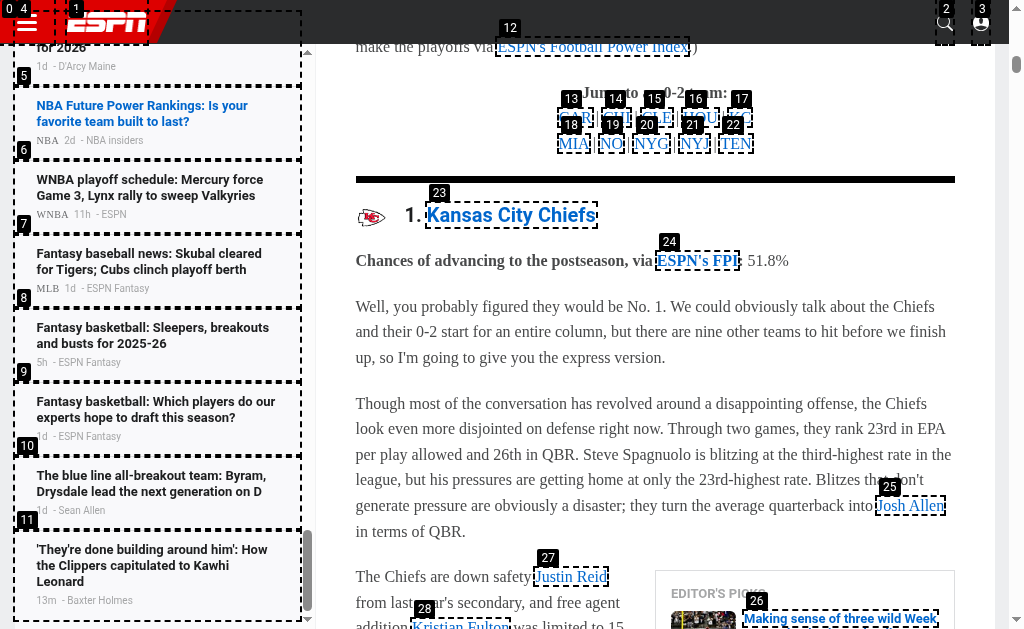 0
4
1
ESPN
2
3
for 2026
1d - D'Arcy Maine
5
NBA Future Power Rankings: Is your
favorite team built to last?
NBA 2d - NBA insiders
6
WNBA playoff schedule: Mercury force
Game 3, Lynx rally to sweep Valkyries
WNBA 11h - ESPN
7
Fantasy baseball news: Skubal cleared
for Tigers; Cubs clinch playoff berth
MLB 1d - ESPN Fantasy
8
Fantasy basketball: Sleepers, breakouts
and busts for 2025-26
5h - ESPN Fantasy
9
Fantasy basketball: Which players do our
experts hope to draft this season?
1d - ESPN Fantasy
10
The blue line all-breakout team: Byram,
Drysdale lead the next generation on D
1d - Sean Allen
11
'They're done building around him': How
the Clippers capitulated to Kawhi
Leonard
13m - Baxter Holmes
12
make the playoffs via ESPN's Football Power Index.)
0-2 team:
13 14 15 16 17
18 19 20 21 22
MIA | NO | NYG | NYJ | TEN
23
1. Kansas City Chiefs
24
Chances of advancing to the postseason, via ESPN's FPI: 51.8%
Well, you probably figured they would be No. 1. We could obviously talk about the Chiefs
and their 0-2 start for an entire column, but there are nine other teams to hit before we finish
up, so I'm going to give you the express version.
Though most of the conversation has revolved around a disappointing offense, the Chiefs
look even more disjointed on defense right now. Through two games, they rank 23rd in EPA
per play allowed and 26th in QBR. Steve Spagnuolo is blitzing at the third-highest rate in the
league, but his pressures are getting home at only the 23rd-highest rate. Blitzes that don't
25
generate pressure are obviously a disaster; they turn the average quarterback into Josh Allen
in terms of QBR.
27
The Chiefs are down safety Justin Reid
from last year's secondary, and free agent
28
addition Kristian Fulton was limited to 15
EDITOR'S PICKS
26
Making sense of three wild Week